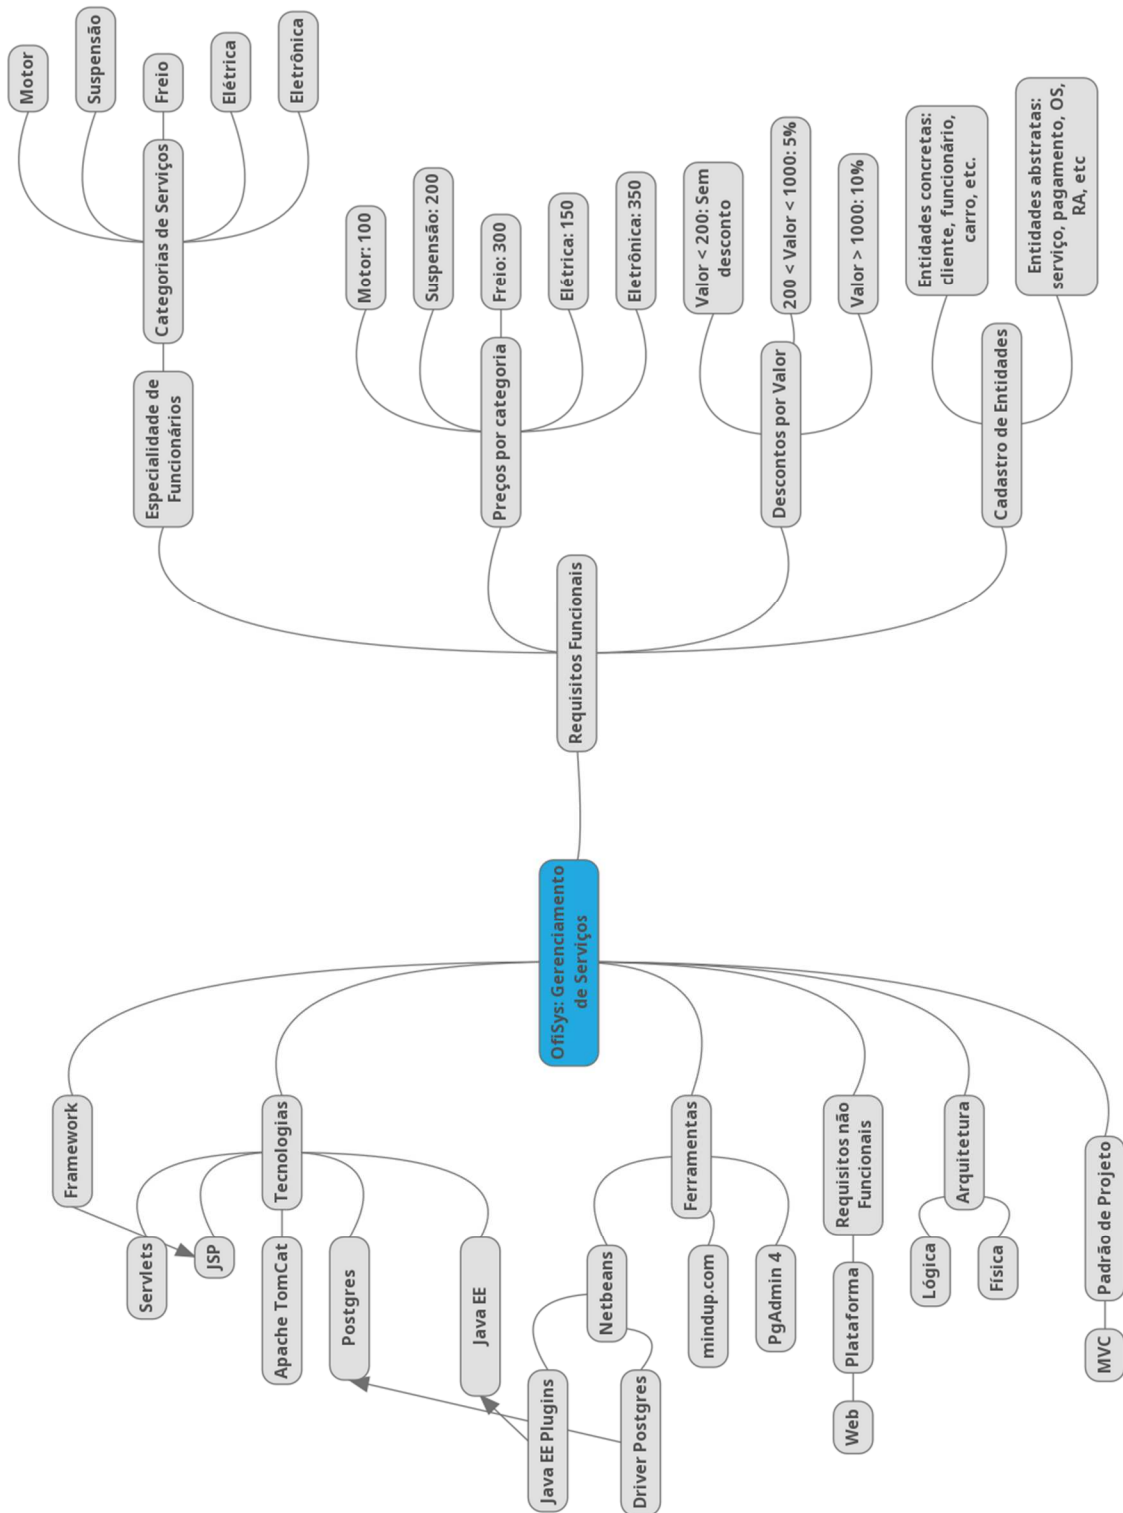 OfiSys: Gerenciamento
de Serviços
Framework
Tecnologias
Servlets
JSP
Apache TomCat
Postgres
Java EE
Ferramentas
Netbeans
Java EE Plugins
Driver Postgres
mindup.com
PgAdmin 4
Requisitos não
Funcionais
Plataforma
Web
Arquitetura
Lógica
Física
Padrão de Projeto
MVC
Requisitos Funcionais
Especialidade de
Funcionários
Categorias de Serviços
Motor
Suspensão
Freio
Elétrica
Eletrônica
Preços por categoria
Motor: 100
Suspensão: 200
Freio: 300
Elétrica: 150
Eletrônica: 350
Descontos por Valor
Valor < 200: Sem
desconto
200 < Valor < 1000: 5%
Valor > 1000: 10%
Cadastro de Entidades
Entidades concretas:
cliente, funcionário,
carro, etc.
Entidades abstratas:
serviço, pagamento, OS,
RA, etc